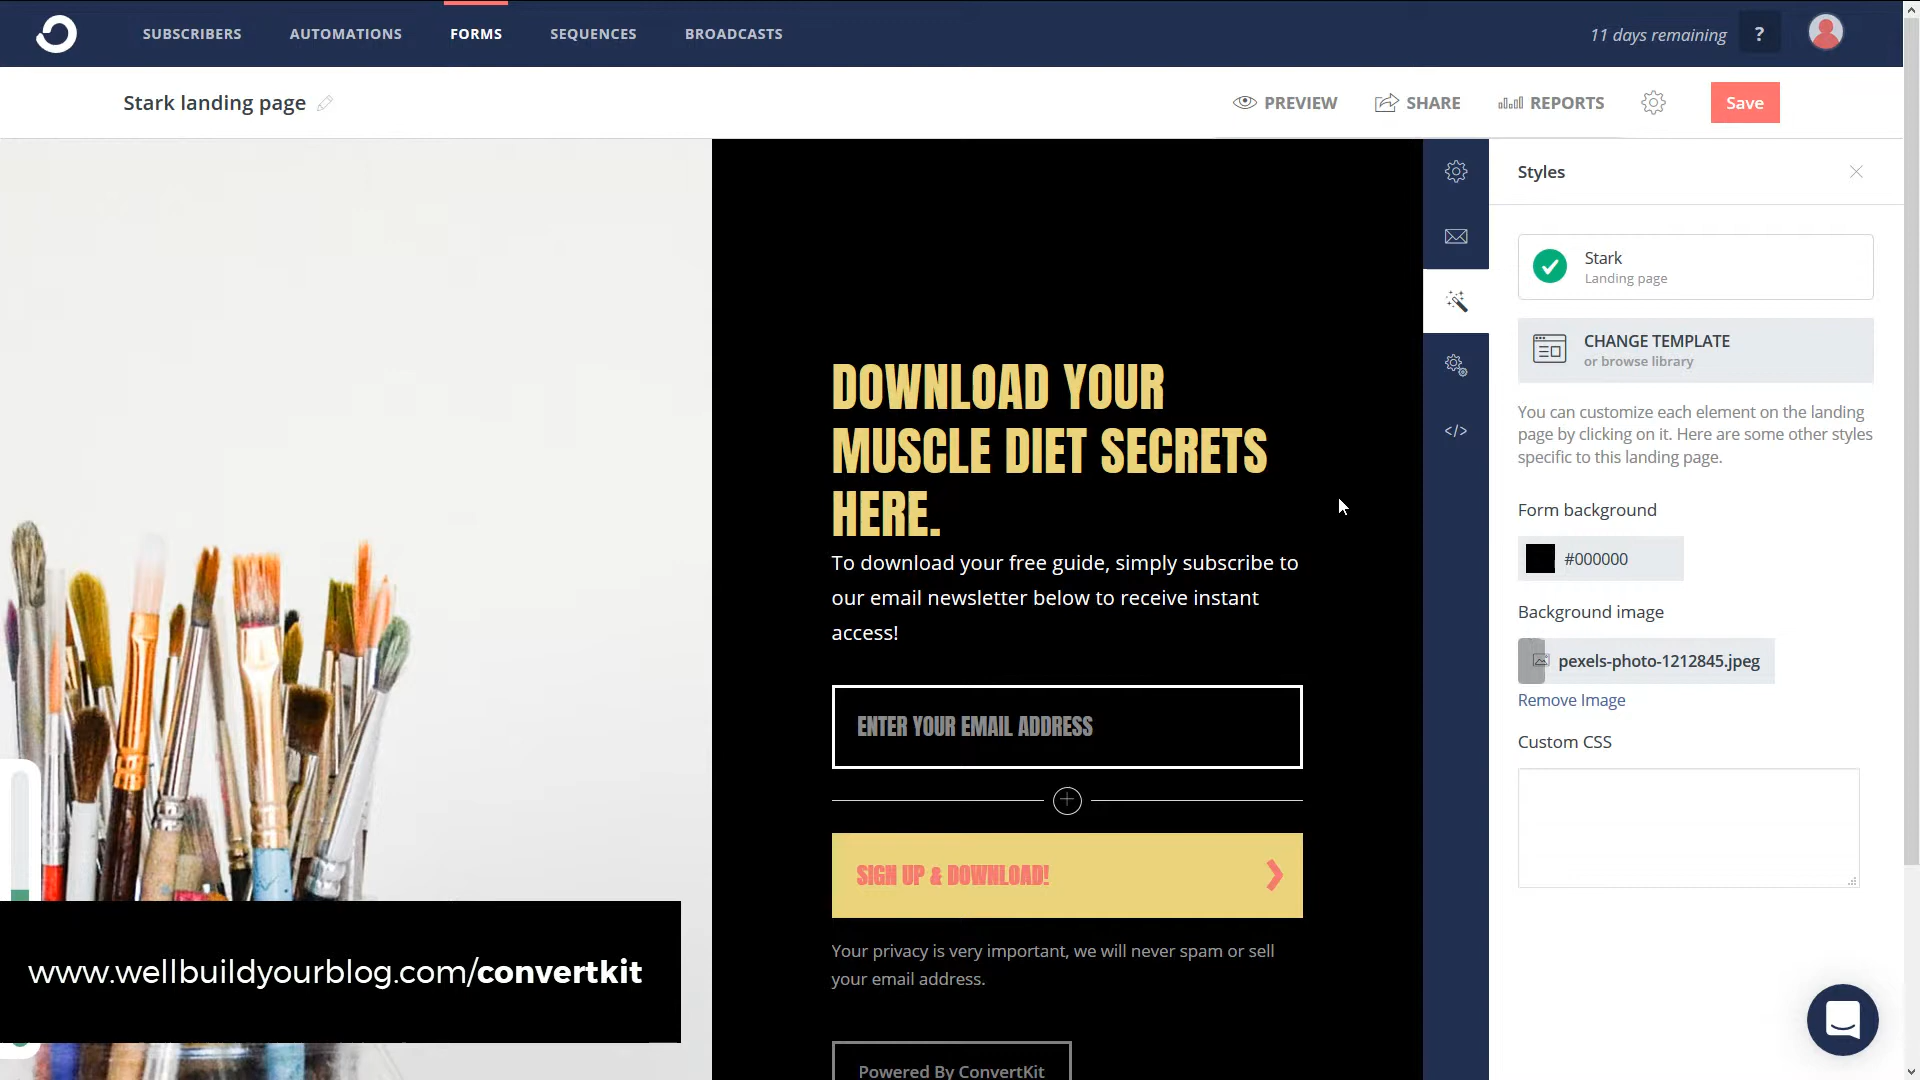 SUBSCRIBERS AUTOMATIONS FORMS SEQUENCES BROADCASTS 11 days remaining ?
Stark landing page PREVIEW SHARE REPORTS Save
DOWNLOAD YOUR
MUSCLE DIET SECRETS
HERE.
To download your free guide, simply subscribe to
our email newsletter below to receive instant
access!
ENTER YOUR EMAIL ADDRESS
+
SIGN UP & DOWNLOAD!
Your privacy is very important, we will never spam or sell
your email address.
Powered By ConvertKit
</>
Styles
Stark
Landing page
CHANGE TEMPLATE
or browse library
You can customize each element on the landing
page by clicking on it. Here are some other styles
specific to this landing page.
Form background
#000000
Background image
pexels-photo-1212845.jpeg
Remove Image
Custom CSS
www.wellbuildyourblog.com/convertkit